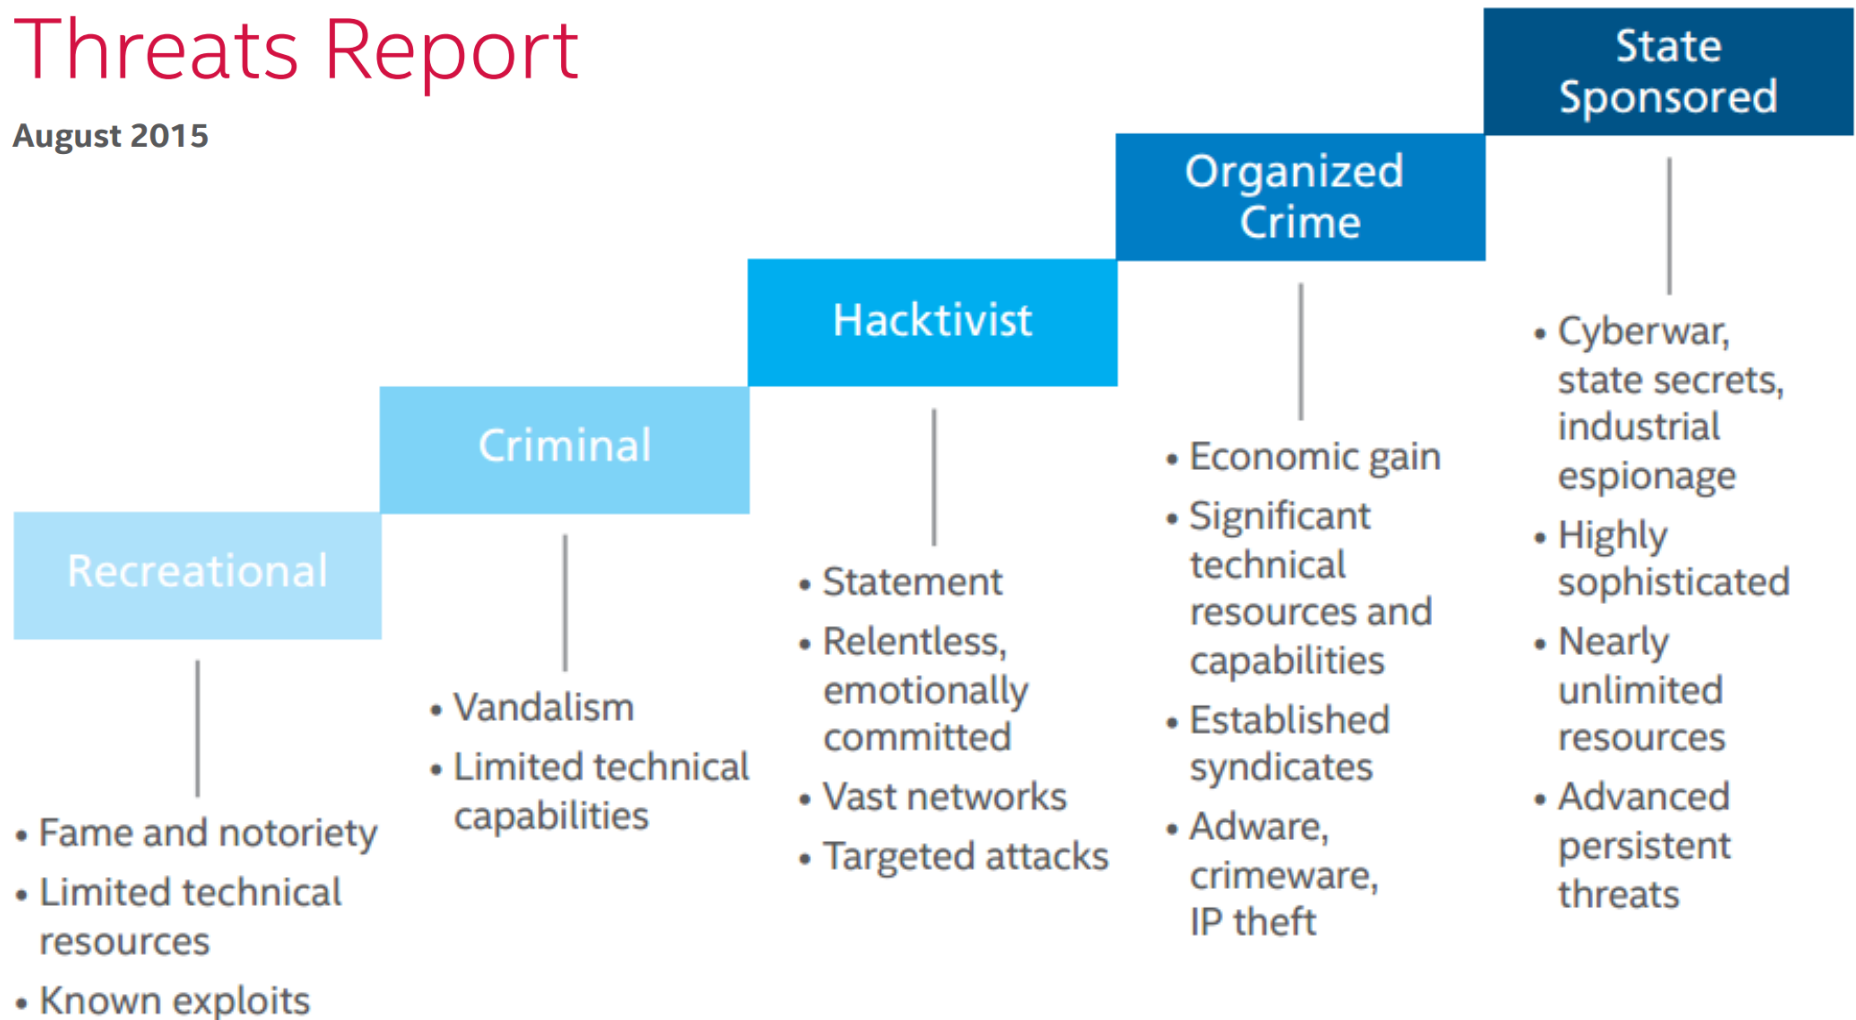 Threats Report
August 2015
State
Sponsored
Organized
Crime
Hacktivist
Criminal
Recreational
• Fame and notoriety
• Limited technical
resources
• Known exploits
• Vandalism
• Limited technical
capabilities
• Statement
• Relentless,
emotionally
committed
• Vast networks
• Targeted attacks
• Economic gain
• Significant
technical
resources and
capabilities
• Established
syndicates
• Adware,
crimeware,
IP theft
• Cyberwar,
state secrets,
industrial
espionage
• Highly
sophisticated
• Nearly
unlimited
resources
• Advanced
persistent
threats